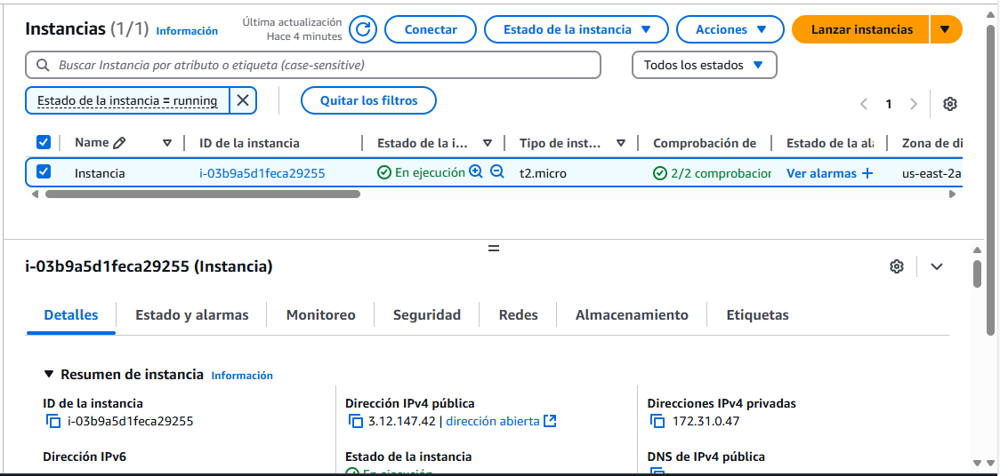 Instancias (1/1) Información
Última actualización
Hace 4 minutes
Conectar
Estado de la instancia
Acciones
Lanzar instancias
Buscar Instancia por atributo o etiqueta (case-sensitive)
Todos los estados
Estado de la instancia = running
Quitar los filtros
1
Name ID de la instancia Estado de la i... Tipo de inst... Comprobación de Estado de la ala Zona de di
Instancia i-03b9a5d1feca29255 En ejecución t2.micro 2/2 comprobacion Ver alarmas + us-east-2a
i-03b9a5d1feca29255 (Instancia)
Detalles Estado y alarmas Monitoreo Seguridad Redes Almacenamiento Etiquetas
Resumen de instancia Información
ID de la instancia
i-03b9a5d1feca29255
Dirección IPv4 pública
3.12.147.42 | dirección abierta
Direcciones IPv4 privadas
172.31.0.47
Dirección IPv6
Estado de la instancia
En ejecución
DNS de IPv4 pública